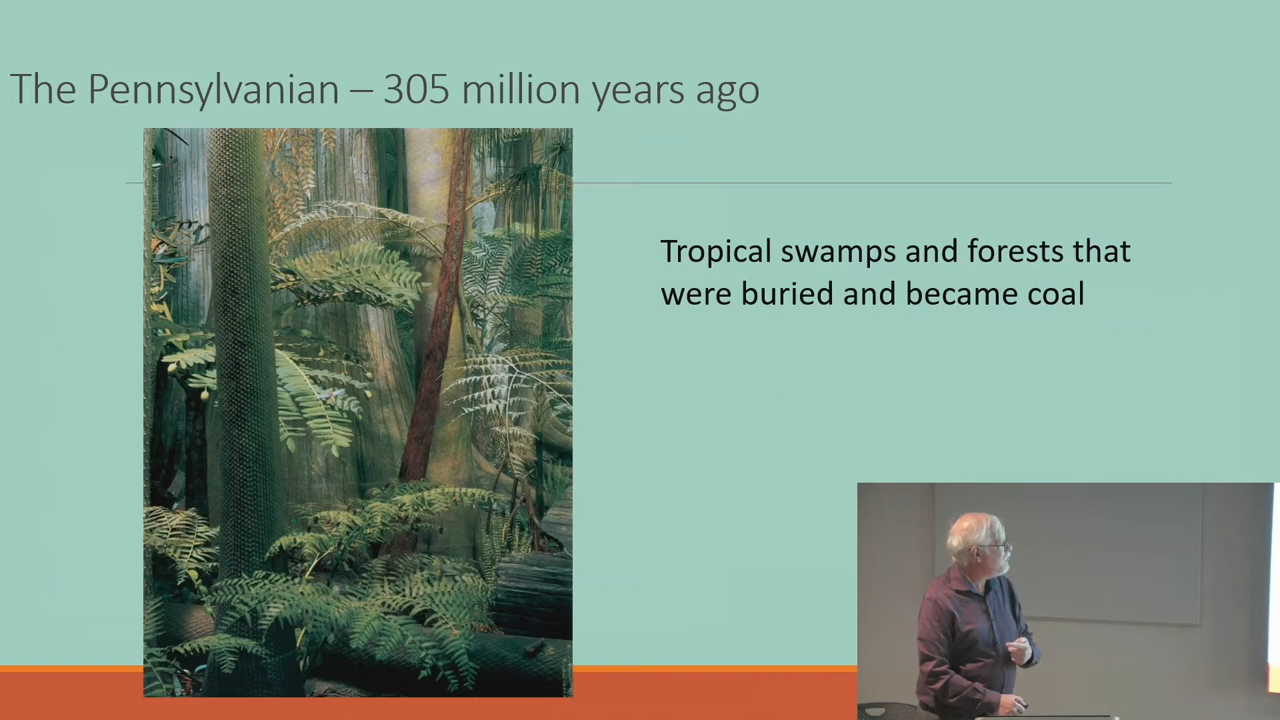 The Pennsylvanian – 305 million years ago
Tropical swamps and forests that
were buried and became coal